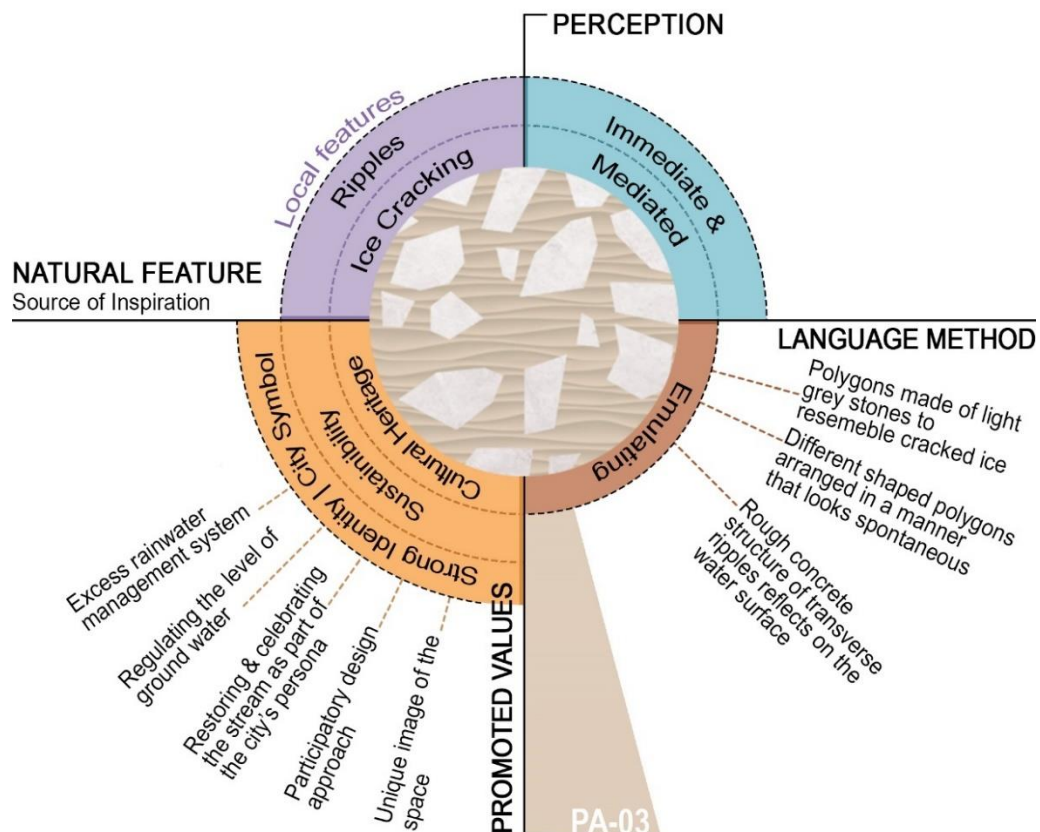 PERCEPTION
Local features
Ripples
Ice Cracking
Immediate &
Mediated
NATURAL FEATURE
Source of Inspiration
LANGUAGE METHOD
Emulating
Polygons made of light
grey stones to
resemeble cracked ice
Different shaped polygons
arranged in a manner
that looks spontaneous
Rough concrete
structure of transverse
ripples reflects on the
water surface
Cultural Heritage
Sustainibility
Strong Identity | City Symbol
Excess rainwater
management system
Regulating the level of
ground water
Restoring & celebrating
the stream as part of
the city's persona
Participatory design
approach
Unique image of the
space
PROMOTED VALUES
PA-03